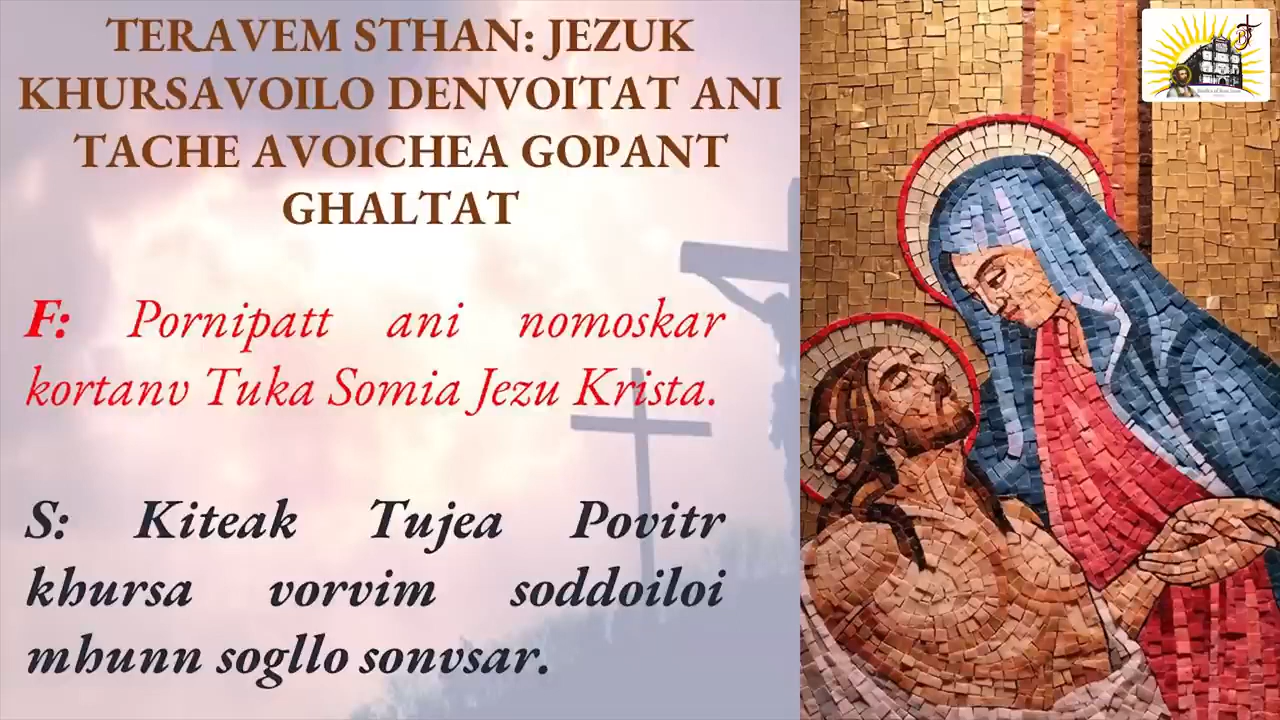 TERAVEM STHAN: JEZUK
KHURSAVOILO DENVOITAT ANI
TACHE AVOICHEA GOPANT
GHALTAT
F: Pornipatt ani nomoskar
kortanv Tuka Somia Jezu Krista.
S: Kiteak Tujea Povitr
khursa vorvim soddoiloi
mhunn sogllo sonvsar.